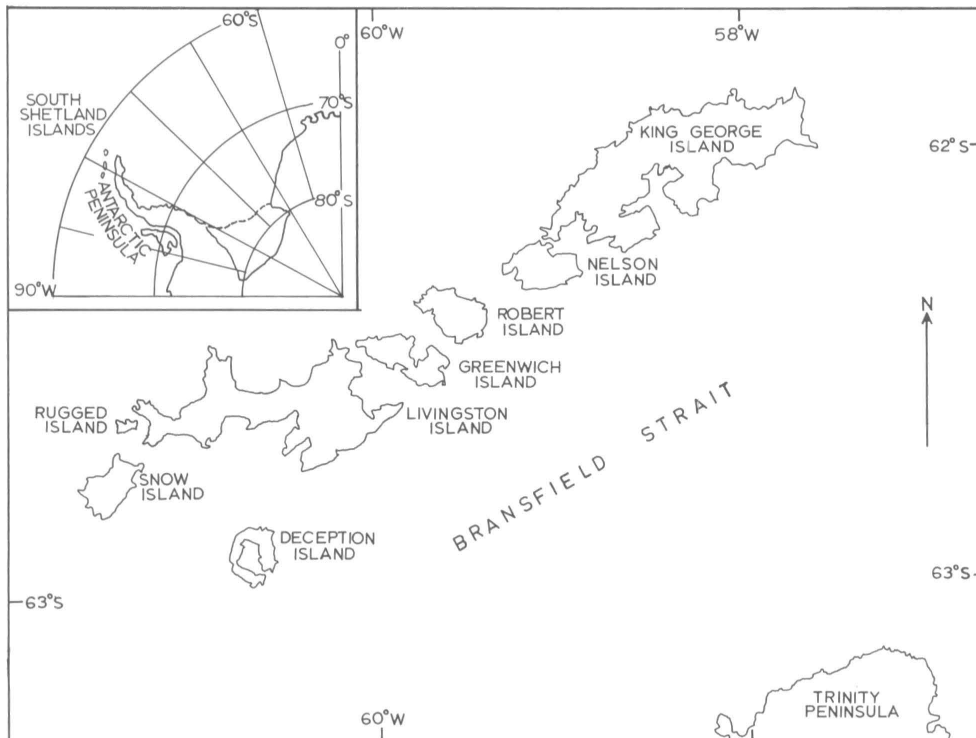 60°S
0°
SOUTH
SHETLAND
ISLANDS
70°S
80°S
ANTARCTIC
PENINSULA
90°W
60°W
58°W
KING GEORGE
ISLAND
62°S
NELSON
ISLAND
ROBERT
ISLAND
N
GREENWICH
ISLAND
RUGGED
ISLAND
LIVINGSTON
ISLAND
SNOW
ISLAND
BRANSFIELD STRAIT
DECEPTION
ISLAND
63°S
63°S
TRINITY
PENINSULA
60°W